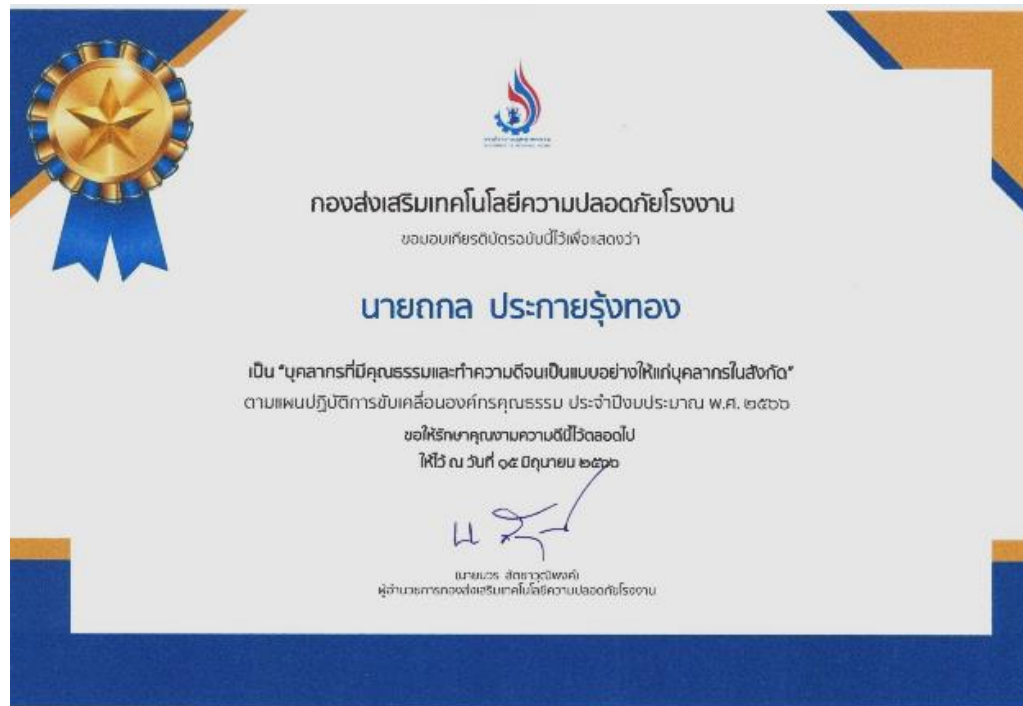 กองส่งเสริมเทคโนโลยีความปลอดภัยโรงงาน
ขอมอบเกียรติบัตรฉบับนี้ไว้เพื่อแสดงว่า
นายถกล ประกายรุ้งทอง
เป็น "บุคลากรที่มีคุณธรรมและทำความดีจนเป็นแบบอย่างให้แก่บุคลากรในสังกัด"
ตามแผนปฏิบัติการขับเคลื่อนองค์กรคุณธรรม ประจำปีงบประมาณ พ.ศ. ๒๕๖๖
ขอให้รักษาคุณงามความดีนี้ไว้ตลอดไป
ให้ไว้ ณ วันที่ ๑๕ มิถุนายน ๒๕๖๖
ผู้อำนวยการกองส่งเสริมเทคโนโลยีความปลอดภัยโรงงาน